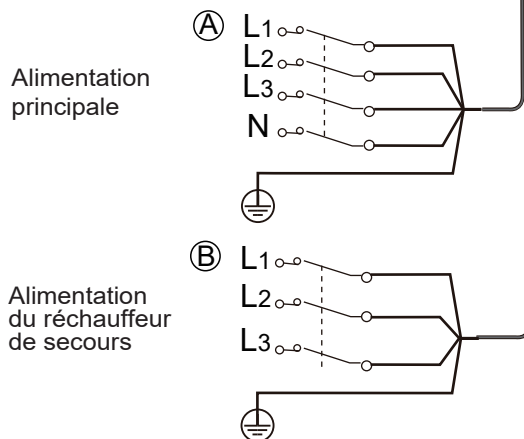 A
L1
L2
L3
N
Alimentation
principale
B
L1
L2
L3
Alimentation
du réchauffeur
de secours